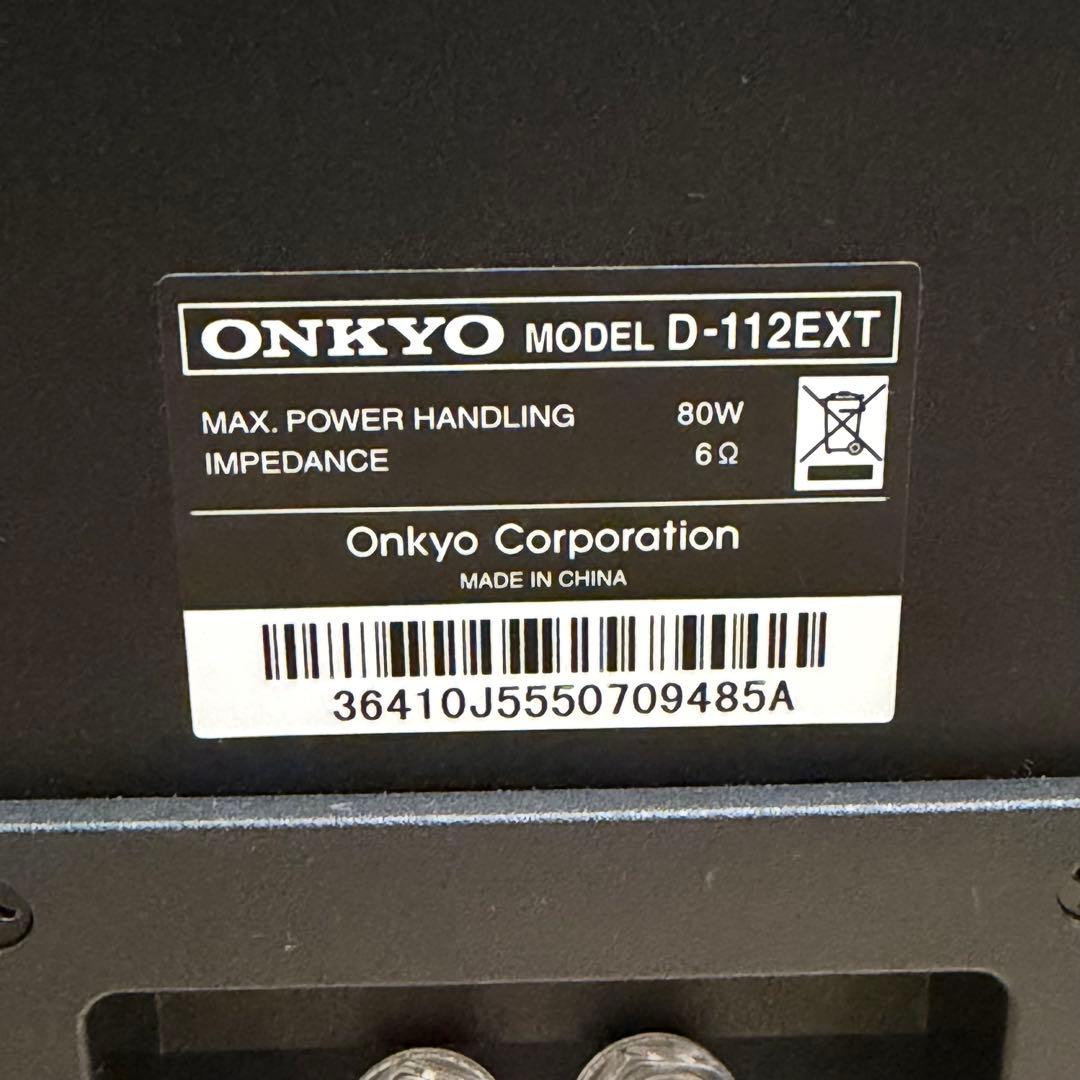 ONKYO MODEL D-112EXT
MAX. POWER HANDLING 80W
IMPEDANCE 6Ω
Onkyo Corporation
MADE IN CHINA
36410J5550709485A